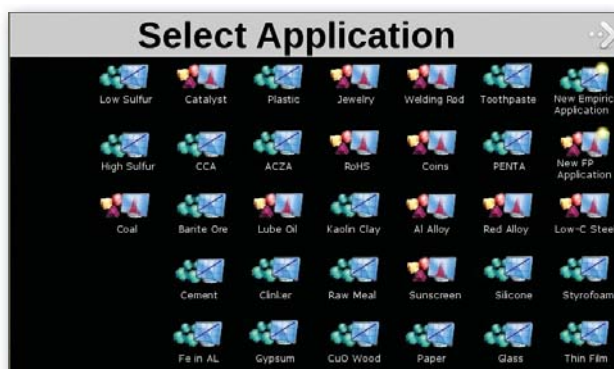 Select Application
Low Sulfur Catalyst Plastic Jewelry Welding Rod Toothpaste New Empiric
Application
High Sulfur CCA ACZA RoHS Coins PENTA New FP
Application
Coal Barite Ore Lube Oil Kaolin Clay Al Alloy Red Alloy Low-C Stee
Cement Clinker Raw Meal Sunscreen Silicone Styrofoam
Fe in AL Gypsum CuO Wood Paper Glass Thin Film